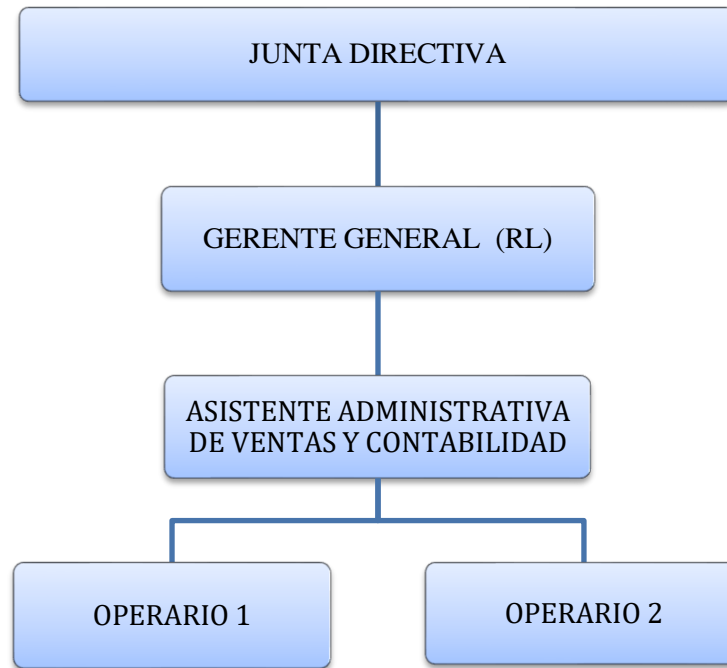 JUNTA DIRECTIVA
GERENTE GENERAL (RL)
ASISTENTE ADMINISTRATIVA
DE VENTAS Y CONTABILIDAD
OPERARIO 1
OPERARIO 2